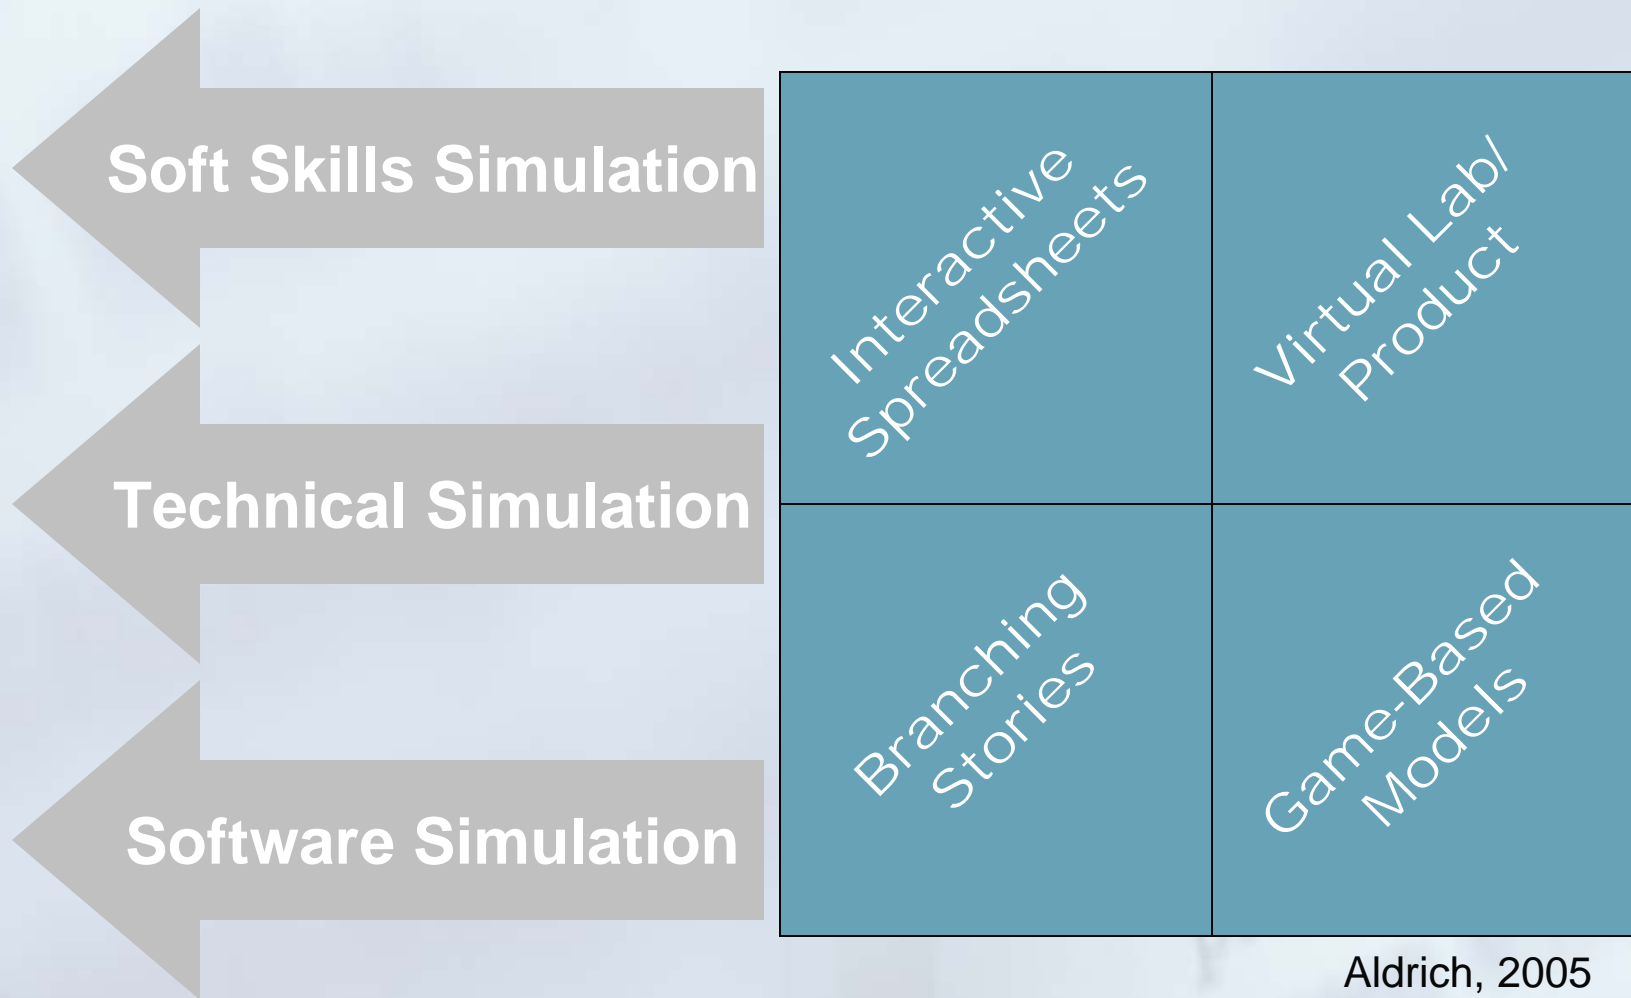 Soft Skills Simulation
Technical Simulation
Software Simulation
Interactive
Spreadsheets
Virtual Lab/
Product
Branching
Stories
Game-Based
Models
Aldrich, 2005